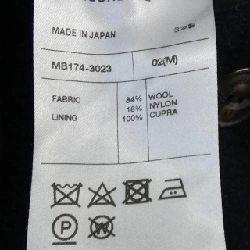 MADE IN JAPAN
MB174-3023 02(M)
FABRIC 84% WOOL
16% NYLON
LINING 100% CUPRA
P W